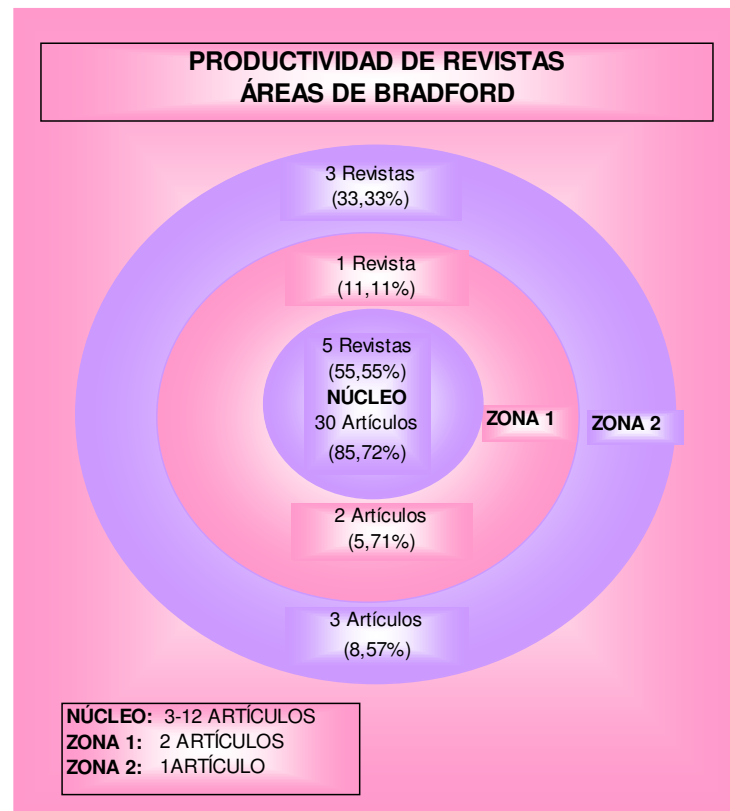 PRODUCTIVIDAD DE REVISTAS
ÁREAS DE BRADFORD
3 Revistas
(33,33%)
1 Revista
(11,11%)
5 Revistas
(55,55%)
NÚCLEO
30 Artículos
(85,72%)
ZONA 1
ZONA 2
2 Artículos
(5,71%)
3 Artículos
(8,57%)
NÚCLEO: 3-12 ARTÍCULOS
ZONA 1: 2 ARTÍCULOS
ZONA 2: 1ARTÍCULO